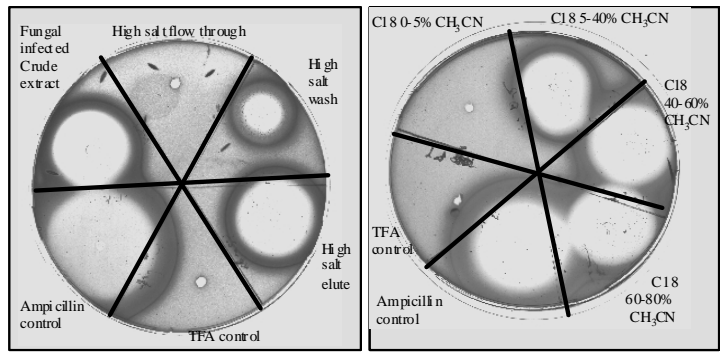 Fungal
infected
Crude
extract
High salt flow through
High
salt
wash
High
salt
elute
TFA control
Ampicillin
control
C18 0-5% CH3CN
C18 5-40% CH3CN
C18
40-60%
CH3CN
C18
60-80%
CH3CN
TFA
control
Ampicillin
control